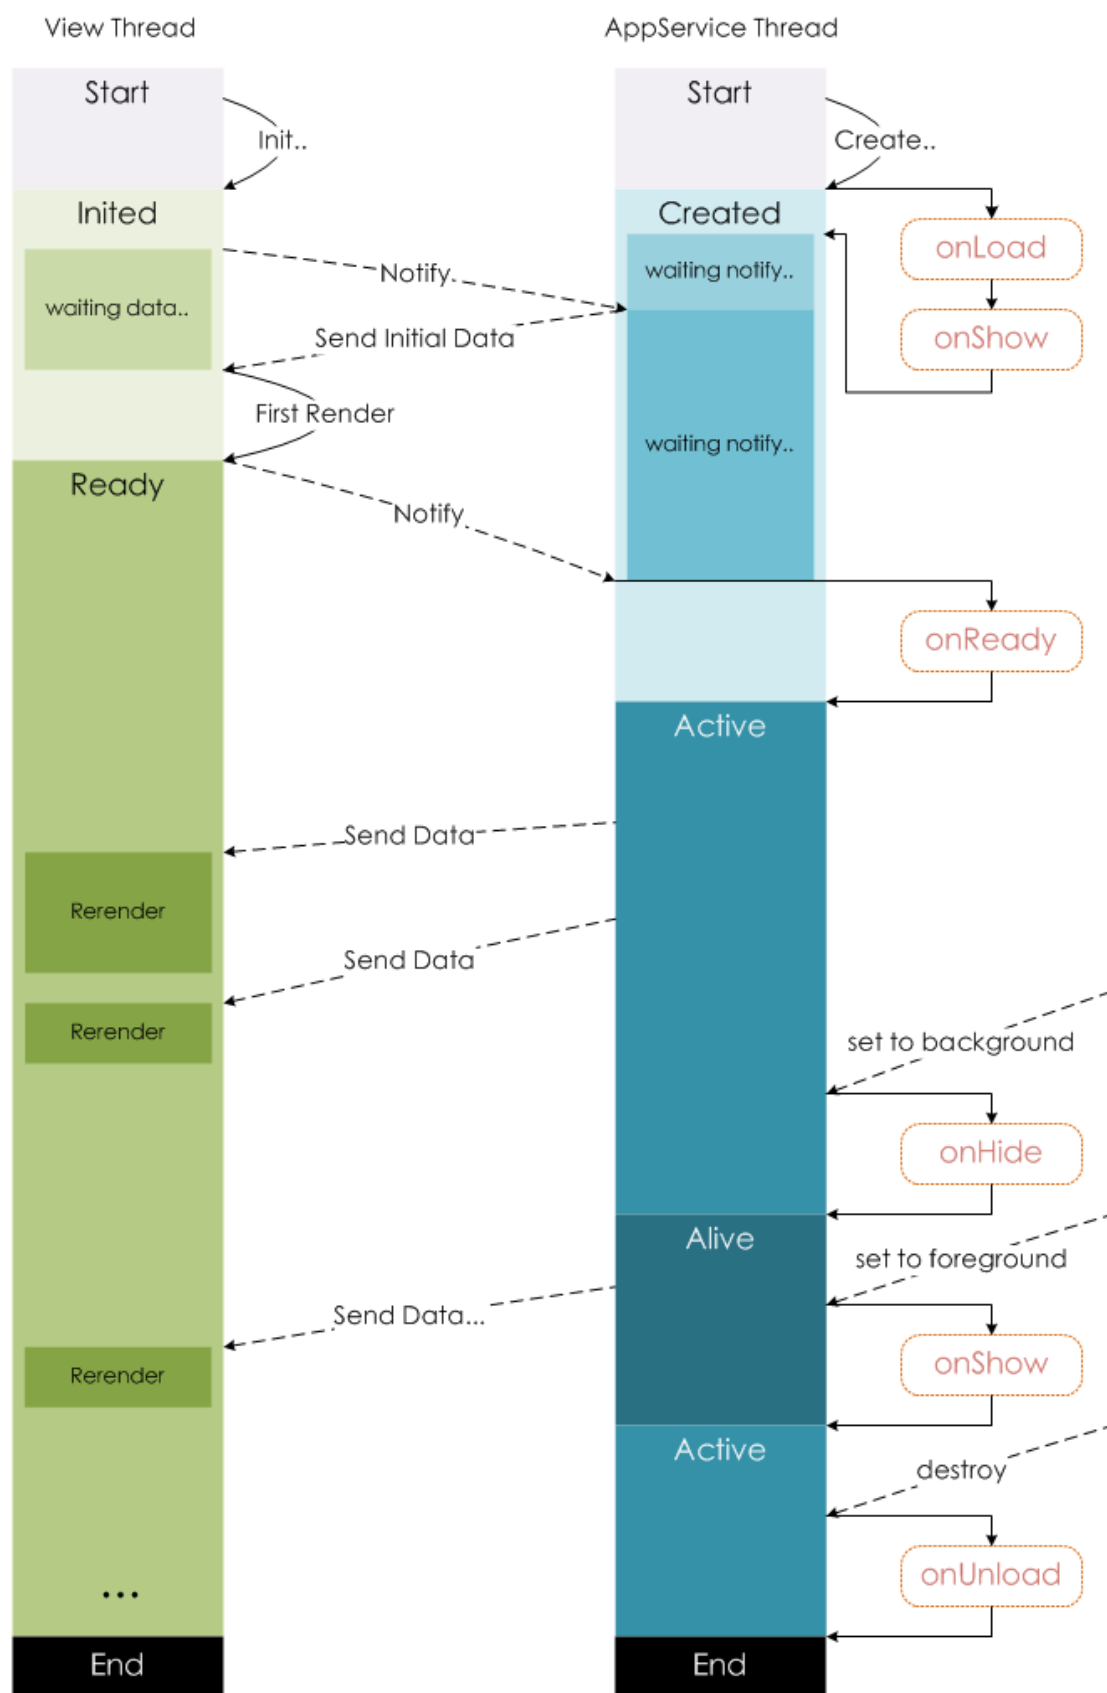 View Thread
AppService Thread
Start
Start
Init..
Create..
Inited
Created
onLoad
waiting notify..
Notify
waiting data..
Send Initial Data
onShow
First Render
waiting notify..
Ready
Notify
onReady
Active
Send Data
Rerender
Send Data
Rerender
set to background
onHide
Alive
set to foreground
Send Data...
onShow
Rerender
Active
destroy
onUnload
...
End
End